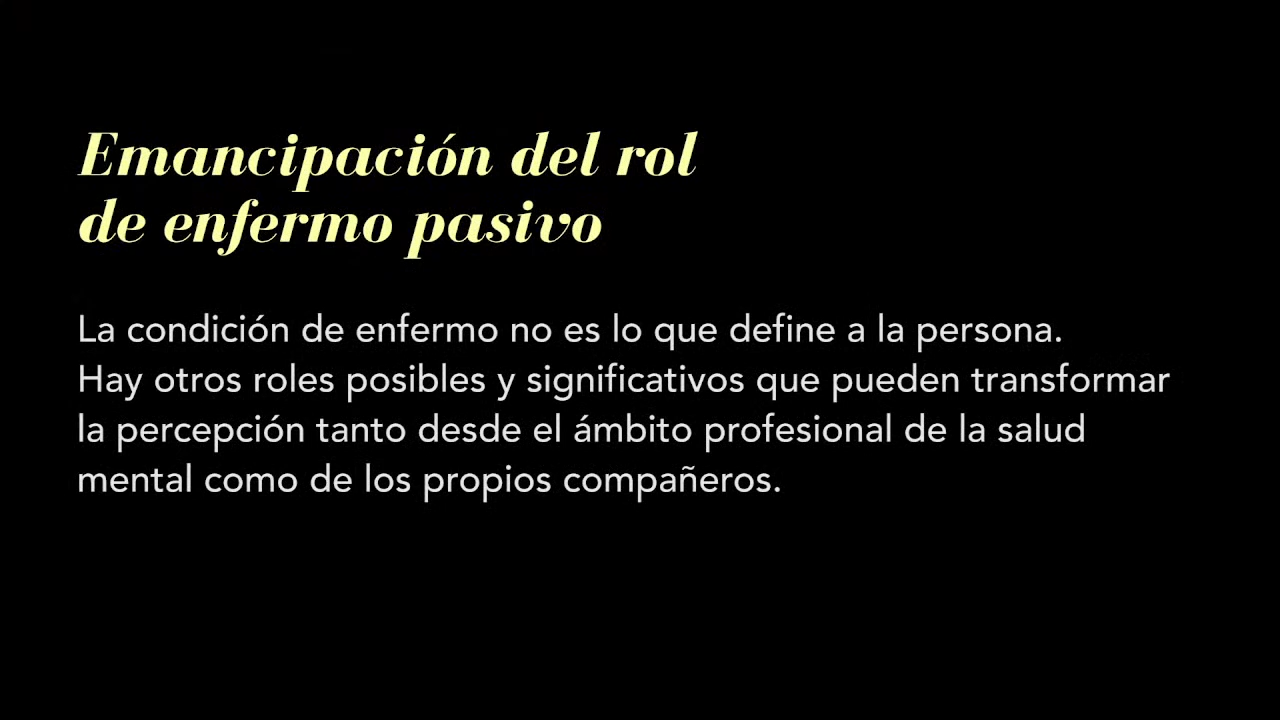 Emancipación del rol
de enfermo pasivo
La condición de enfermo no es lo que define a la persona.
Hay otros roles posibles y significativos que pueden transformar
la percepción tanto desde el ámbito profesional de la salud
mental como de los propios compañeros.